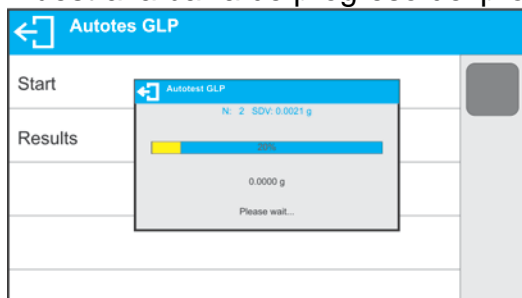 Autotes GLP
Start
Results
Autotest GLP
N: 2 SDV: 0.0021 g
20%
0.0000 g
Please wait...